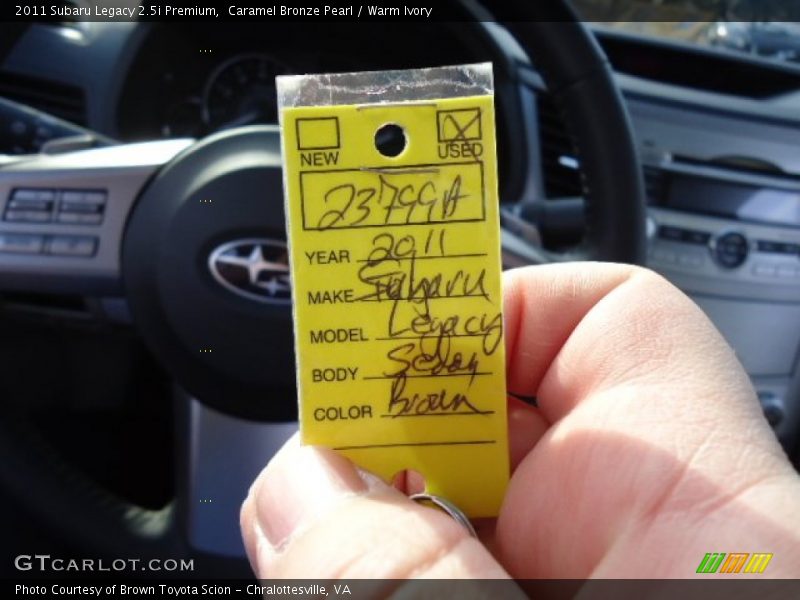 2011 Subaru Legacy 2.5i Premium, Caramel Bronze Pearl / Warm Ivory
NEW USED
23799A
YEAR 2011
MAKE Subaru
MODEL Legacy
BODY Sedan
COLOR Brown
GTCARLOT.COM
Photo Courtesy of Brown Toyota Scion - Chralottesville, VA